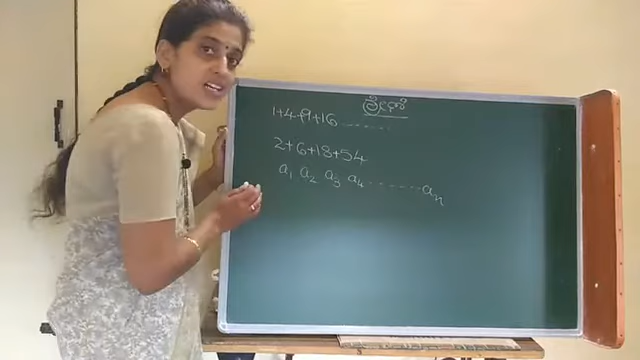 ಶ್ರೇಣಿ
1+4+9+16 ------
2+6+18+54
a₁ a₂ a₃ a₄ ------- aₙ